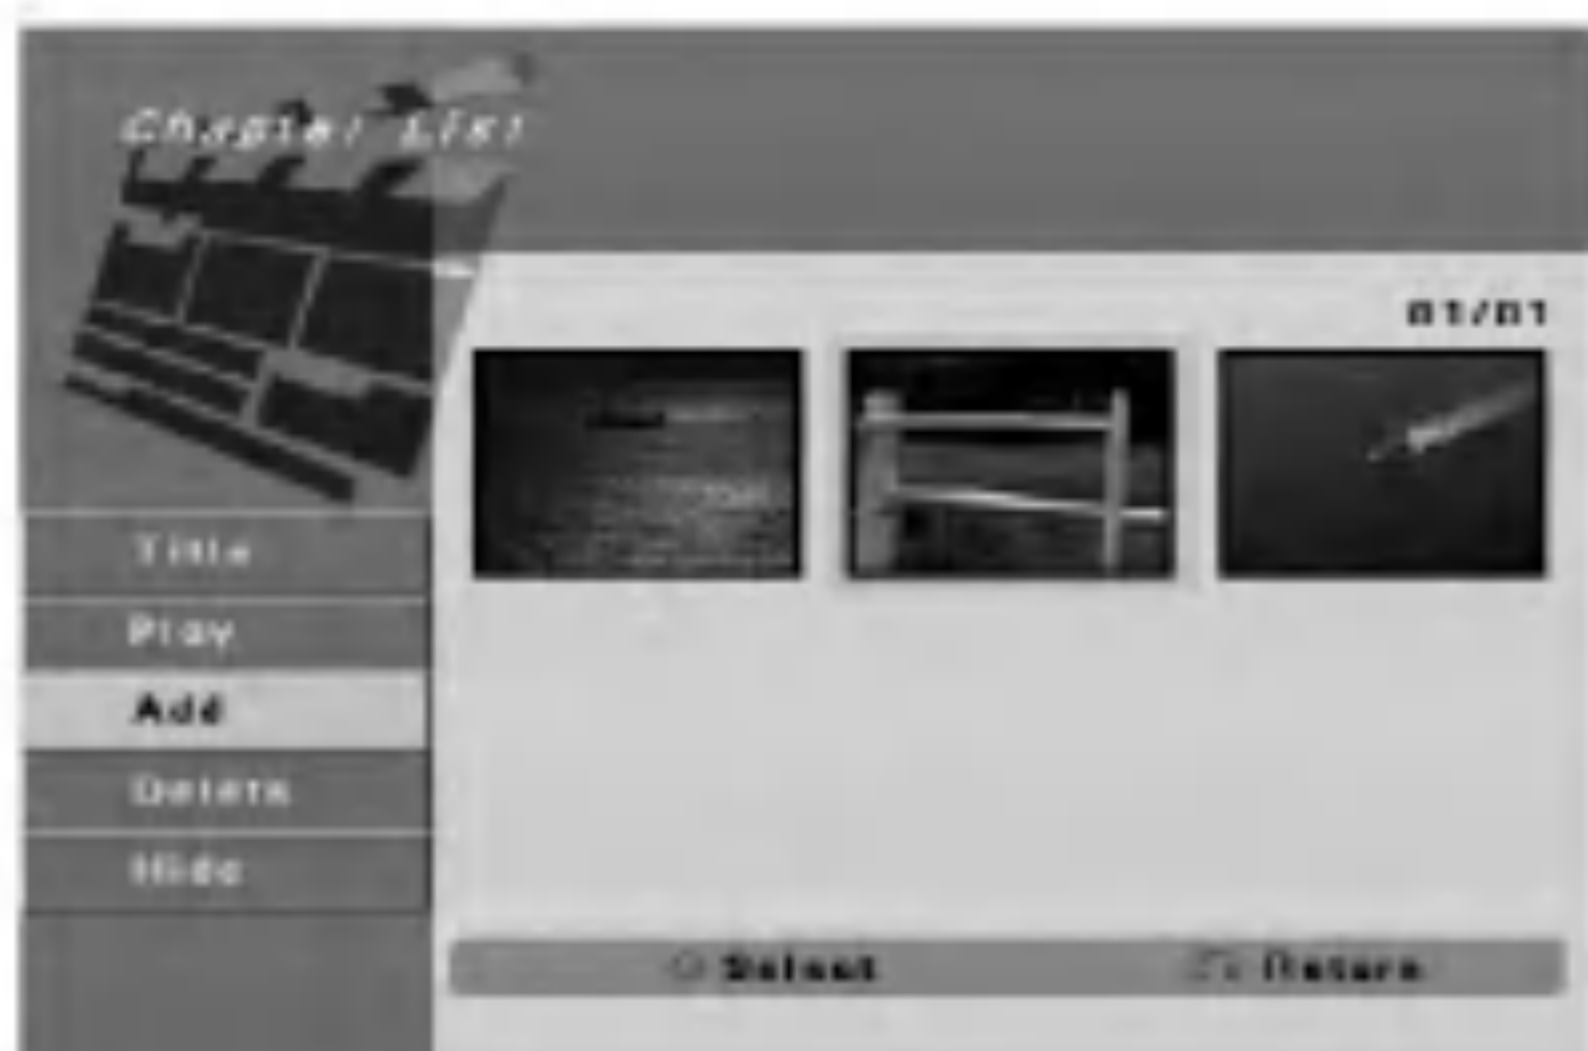 Chapter List
01/01
Title
Play
Add
Delete
Hide
Select
Return